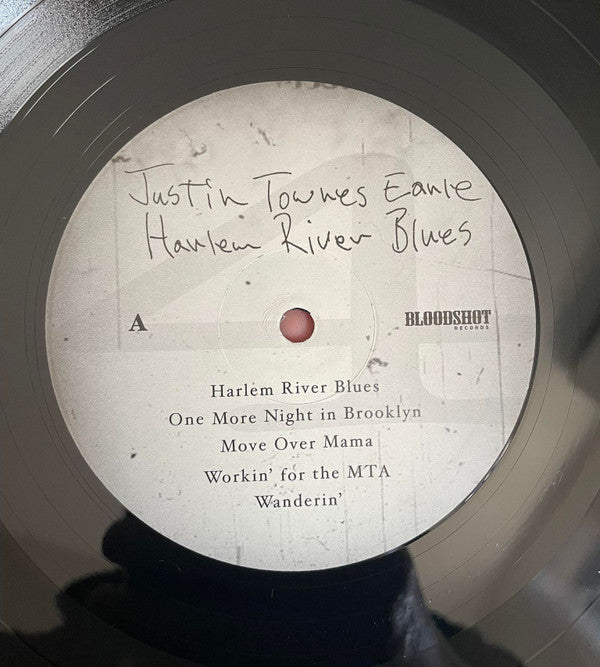 Justin Townes Earle
Harlem River Blues
A
BLOODSHOT
RECORDS
Harlem River Blues
One More Night in Brooklyn
Move Over Mama
Workin' for the MTA
Wanderin'